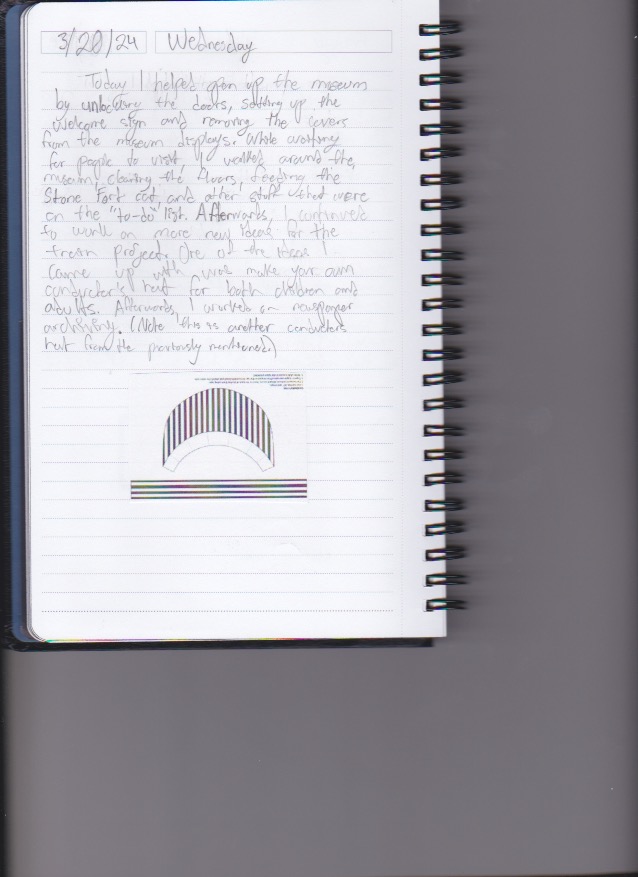 3/20/24 Wednesday
Today I helped open up the museum
by unlocking the doors, setting up the
welcome sign and removing the covers
from the museum displays. While waiting
for people to visit, I walked around the
museum, cleaning the floors, feeding the
Stone Fort cat, and other stuff that were
on the "to-do" list. Afterwards, I continued
to work on more new ideas for the
train project. One of the ideas I
came up with was make your own
conductor's hat for both children and
adults. Afterwards, I worked on newspaper
archiving. (Note this is another conductors
hat from the previously mentioned)